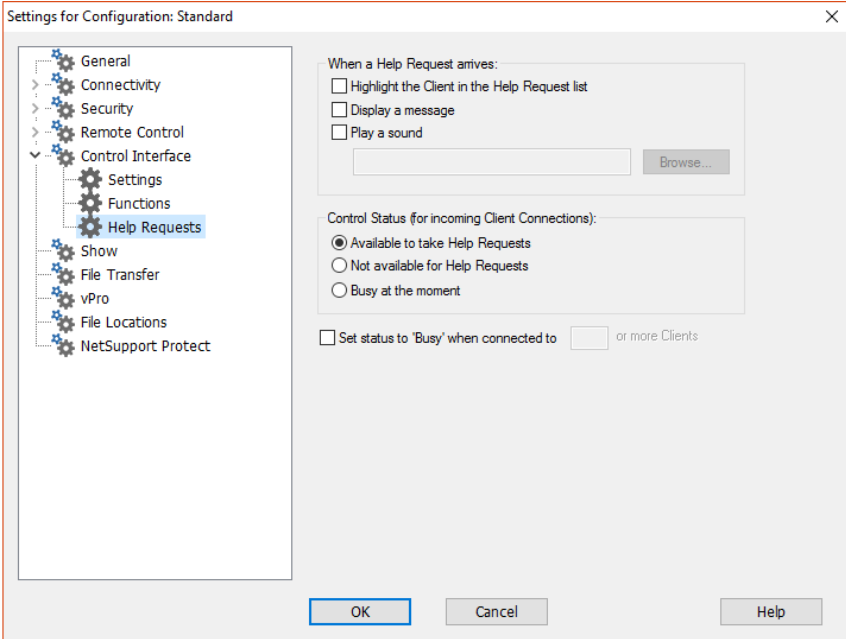 Settings for Configuration: Standard
General
Connectivity
Security
Remote Control
Control Interface
Settings
Functions
Help Requests
Show
File Transfer
vPro
File Locations
NetSupport Protect
When a Help Request arrives:
Highlight the Client in the Help Request list
Display a message
Play a sound
Browse...
Control Status (for incoming Client Connections):
Available to take Help Requests
Not available for Help Requests
Busy at the moment
Set status to 'Busy' when connected to or more Clients
OK Cancel Help